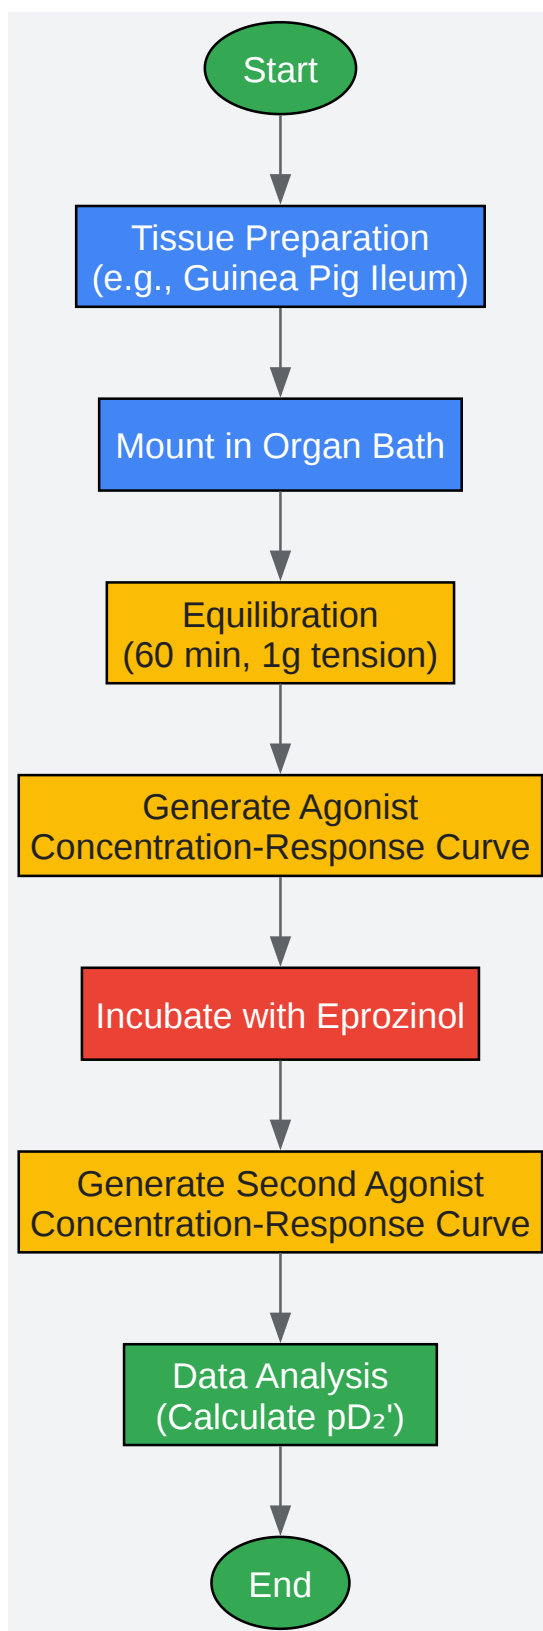 Start
Tissue Preparation
(e.g., Guinea Pig Ileum)
Mount in Organ Bath
Equilibration
(60 min, 1g tension)
Generate Agonist
Concentration-Response Curve
Incubate with Eprozinol
Generate Second Agonist
Concentration-Response Curve
Data Analysis
(Calculate pD₂')
End